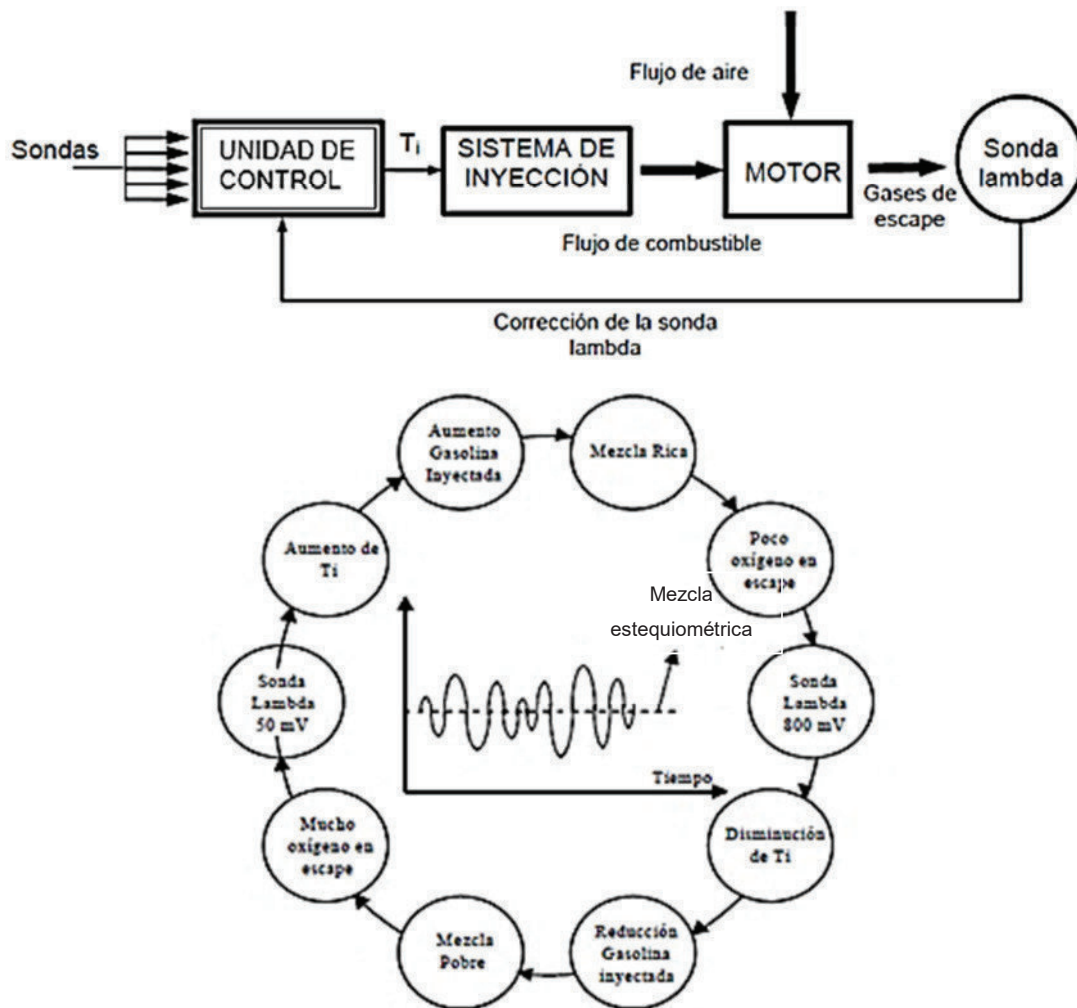 Flujo de aire
Sondas
UNIDAD DE
CONTROL
Ti
SISTEMA DE
INYECCIÓN
MOTOR
Sonda
lambda
Gases de
escape
Flujo de combustible
Corrección de la sonda
lambda
Aumento
Gasolina
Inyectada
Mezcla Rica
Aumento de
Ti
Poco
oxígeno en
escape
Mezcla
estequiométrica
Sonda
Lambda
50 mV
Sonda
Lambda
800 mV
Tiempo
Mucho
oxígeno en
escape
Disminución
de Ti
Mezcla
Pobre
Reducción
Gasolina
inyectada